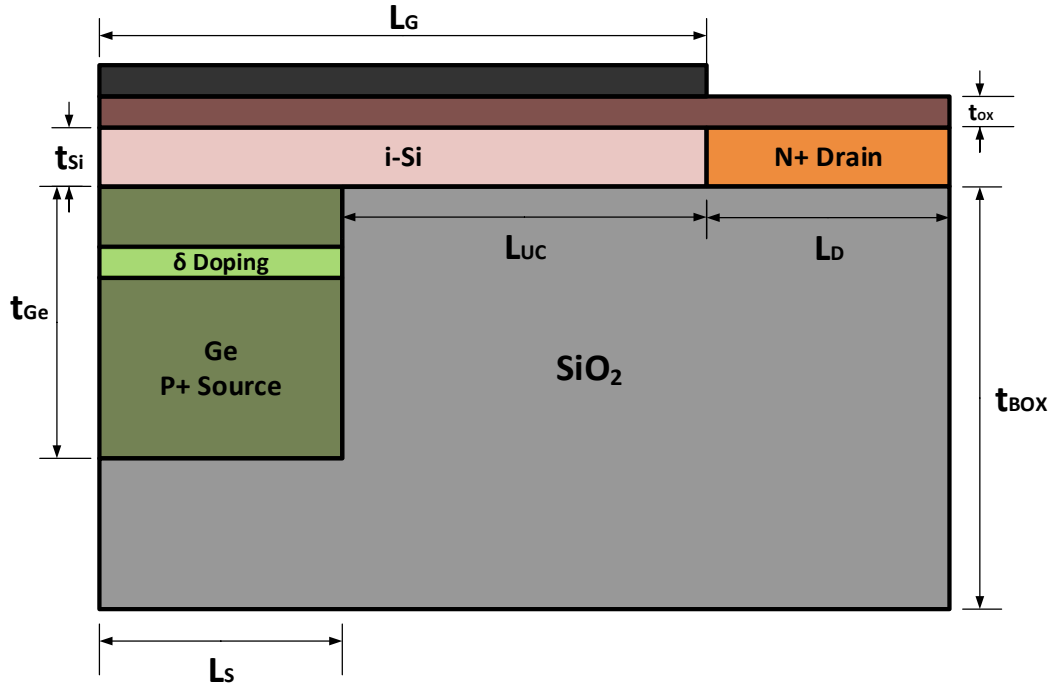 LG
tox
tSi
i-Si
N+ Drain
LUC
LD
δ Doping
tGe
Ge
P+ Source
SiO2
tBOX
LS